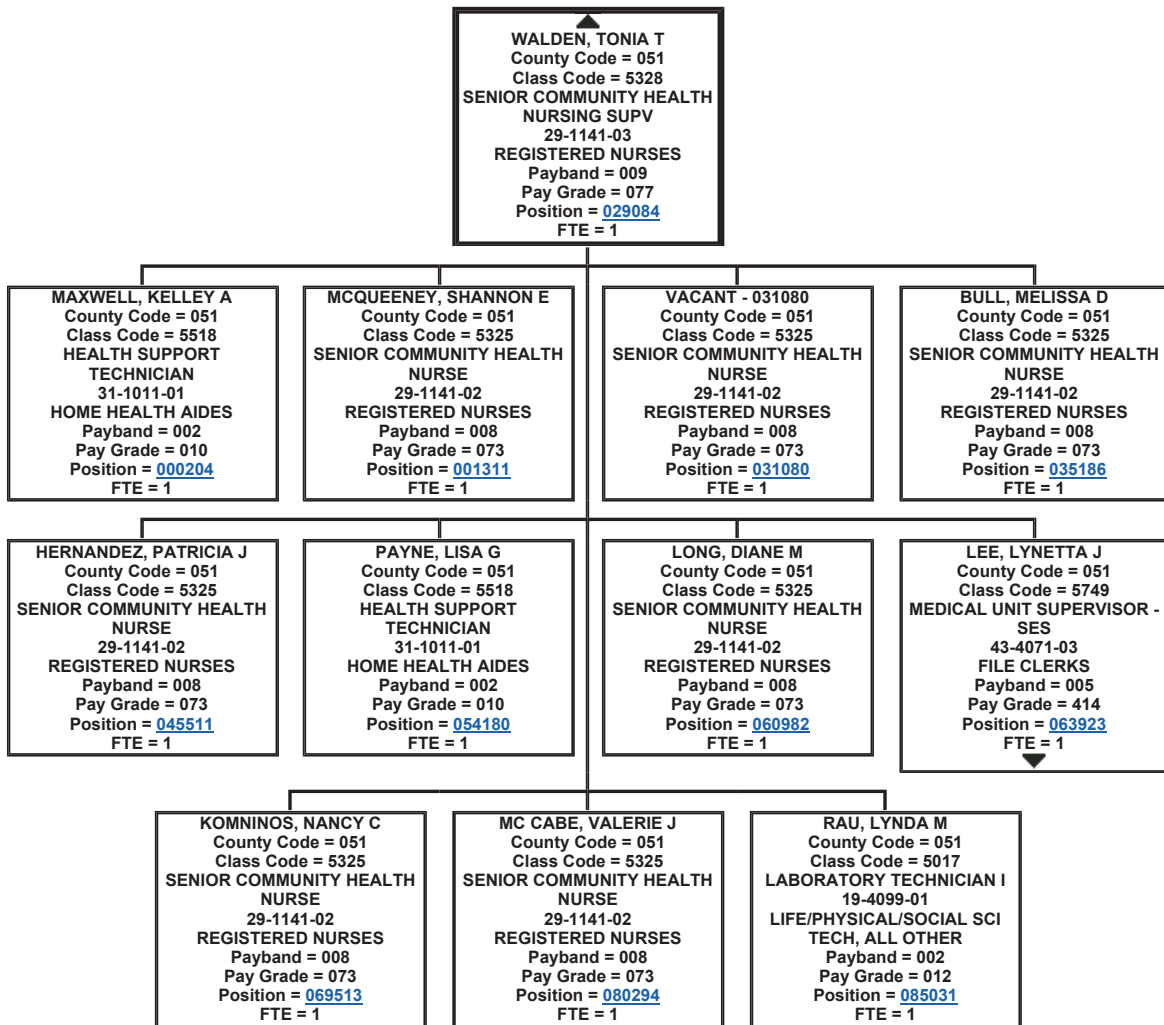 WALDEN, TONIA T
County Code = 051
Class Code = 5328
SENIOR COMMUNITY HEALTH
NURSING SUPV
29-1141-03
REGISTERED NURSES
Payband = 009
Pay Grade = 077
Position = 029084
FTE = 1
MAXWELL, KELLEY A
County Code = 051
Class Code = 5518
HEALTH SUPPORT
TECHNICIAN
31-1011-01
HOME HEALTH AIDES
Payband = 002
Pay Grade = 010
Position = 000204
FTE = 1
MCQUEENEY, SHANNON E
County Code = 051
Class Code = 5325
SENIOR COMMUNITY HEALTH
NURSE
29-1141-02
REGISTERED NURSES
Payband = 008
Pay Grade = 073
Position = 001311
FTE = 1
VACANT - 031080
County Code = 051
Class Code = 5325
SENIOR COMMUNITY HEALTH
NURSE
29-1141-02
REGISTERED NURSES
Payband = 008
Pay Grade = 073
Position = 031080
FTE = 1
BULL, MELISSA D
County Code = 051
Class Code = 5325
SENIOR COMMUNITY HEALTH
NURSE
29-1141-02
REGISTERED NURSES
Payband = 008
Pay Grade = 073
Position = 035186
FTE = 1
HERNANDEZ, PATRICIA J
County Code = 051
Class Code = 5325
SENIOR COMMUNITY HEALTH
NURSE
29-1141-02
REGISTERED NURSES
Payband = 008
Pay Grade = 073
Position = 045511
FTE = 1
PAYNE, LISA G
County Code = 051
Class Code = 5518
HEALTH SUPPORT
TECHNICIAN
31-1011-01
HOME HEALTH AIDES
Payband = 002
Pay Grade = 010
Position = 054180
FTE = 1
LONG, DIANE M
County Code = 051
Class Code = 5325
SENIOR COMMUNITY HEALTH
NURSE
29-1141-02
REGISTERED NURSES
Payband = 008
Pay Grade = 073
Position = 060982
FTE = 1
LEE, LYNETTA J
County Code = 051
Class Code = 5749
MEDICAL UNIT SUPERVISOR -
SES
43-4071-03
FILE CLERKS
Payband = 005
Pay Grade = 414
Position = 063923
FTE = 1
KOMNINOS, NANCY C
County Code = 051
Class Code = 5325
SENIOR COMMUNITY HEALTH
NURSE
29-1141-02
REGISTERED NURSES
Payband = 008
Pay Grade = 073
Position = 069513
FTE = 1
MC CABE, VALERIE J
County Code = 051
Class Code = 5325
SENIOR COMMUNITY HEALTH
NURSE
29-1141-02
REGISTERED NURSES
Payband = 008
Pay Grade = 073
Position = 080294
FTE = 1
RAU, LYNDA M
County Code = 051
Class Code = 5017
LABORATORY TECHNICIAN I
19-4099-01
LIFE/PHYSICAL/SOCIAL SCI
TECH, ALL OTHER
Payband = 002
Pay Grade = 012
Position = 085031
FTE = 1